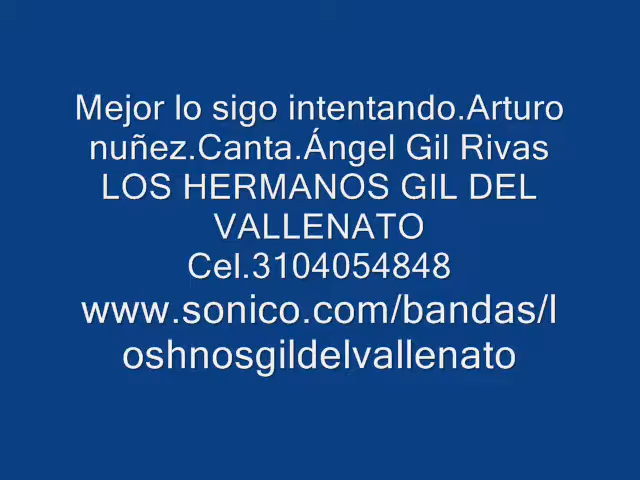 Mejor lo sigo intentando.Arturo
nuñez.Canta.Ángel Gil Rivas
LOS HERMANOS GIL DEL
VALLENATO
Cel.3104054848
www.sonico.com/bandas/l
oshnosgildelvallenato